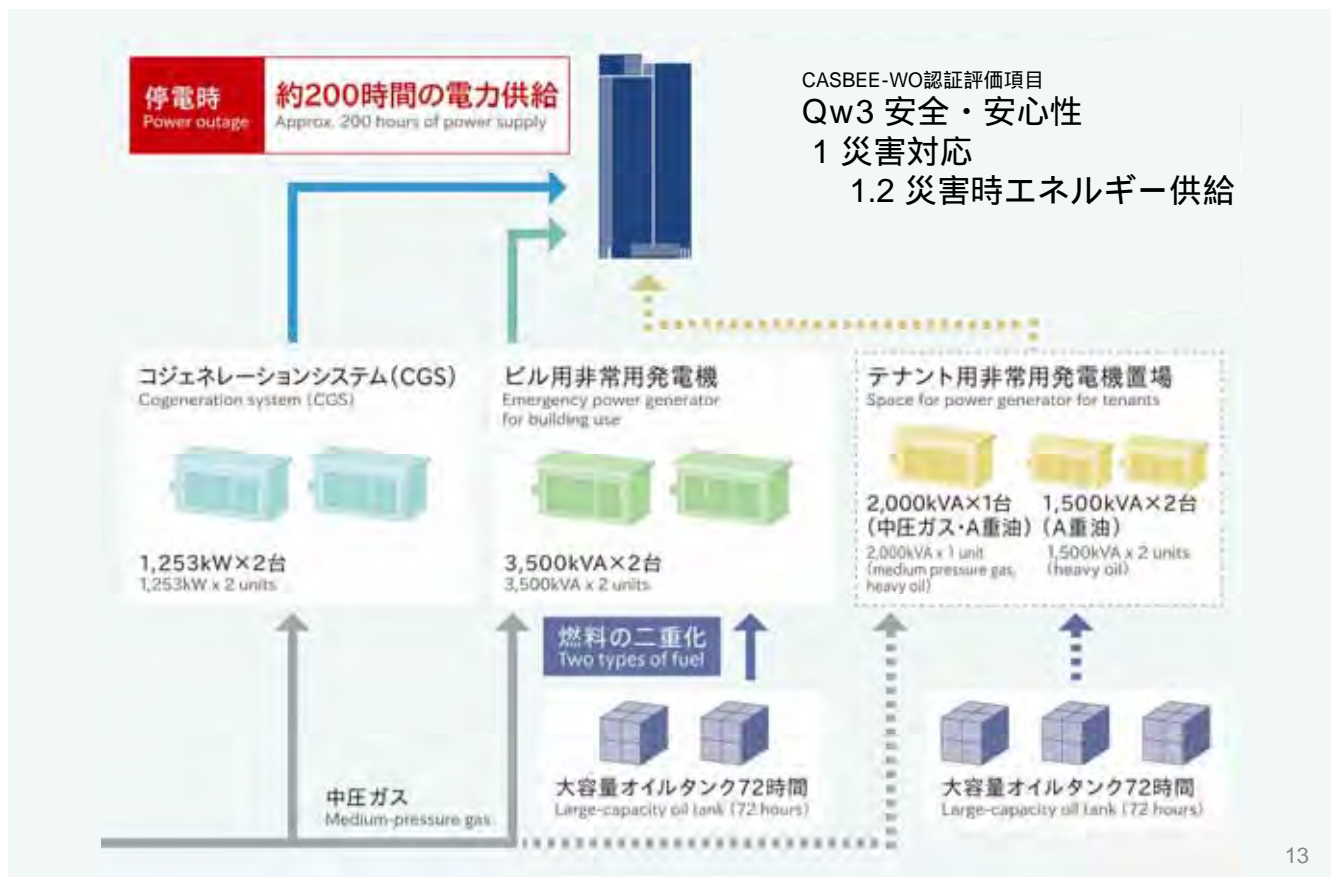 停電時
Power outage
約200時間の電力供給
Approx. 200 hours of power supply
CASBEE-WO認証評価項目
Qw3 安全・安心性
1 災害対応
1.2 災害時エネルギー供給
コジェネレーションシステム(CGS)
Cogeneration system (CGS)
1,253kW×2台
1,253kW x 2 units
ビル用非常用発電機
Emergency power generator
for building use
3,500kVA×2台
3,500kVA x 2 units
テナント用非常用発電機置場
Space for power generator for tenants
2,000kVA×1台
(中圧ガス・A重油)
2,000kVA x 1 unit
(medium pressure gas,
heavy oil)
1,500kVA×2台
(A重油)
1,500kVA x 2 units
(heavy oil)
燃料の二重化
Two types of fuel
大容量オイルタンク72時間
Large-capacity oil tank (72 hours)
大容量オイルタンク72時間
Large-capacity oil tank (72 hours)
中圧ガス
Medium-pressure gas
13